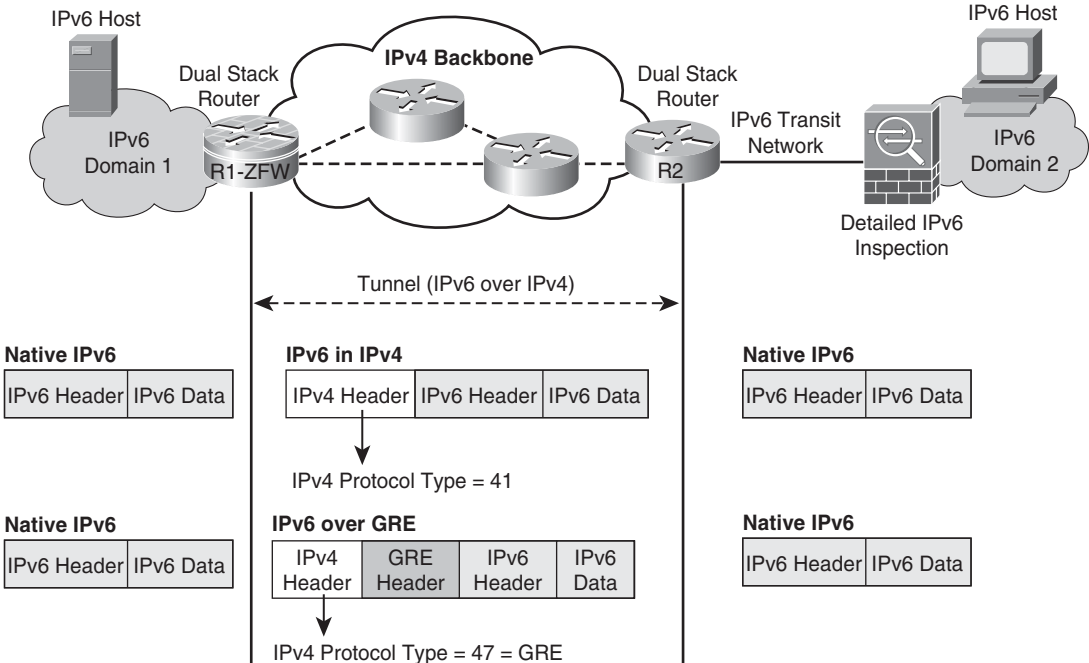 IPv6 Host
IPv6 Host
IPv4 Backbone
Dual Stack
Router
Dual Stack
Router
IPv6 Transit
Network
IPv6
Domain 1
R1-ZFW
R2
IPv6
Domain 2
Detailed IPv6
Inspection
Tunnel (IPv6 over IPv4)
Native IPv6
IPv6 in IPv4
Native IPv6
IPv6 Header IPv6 Data
IPv4 Header IPv6 Header IPv6 Data
IPv6 Header IPv6 Data
IPv4 Protocol Type = 41
Native IPv6
IPv6 over GRE
Native IPv6
IPv6 Header IPv6 Data
IPv4
Header
GRE
Header
IPv6
Header
IPv6
Data
IPv6 Header IPv6 Data
IPv4 Protocol Type = 47 = GRE